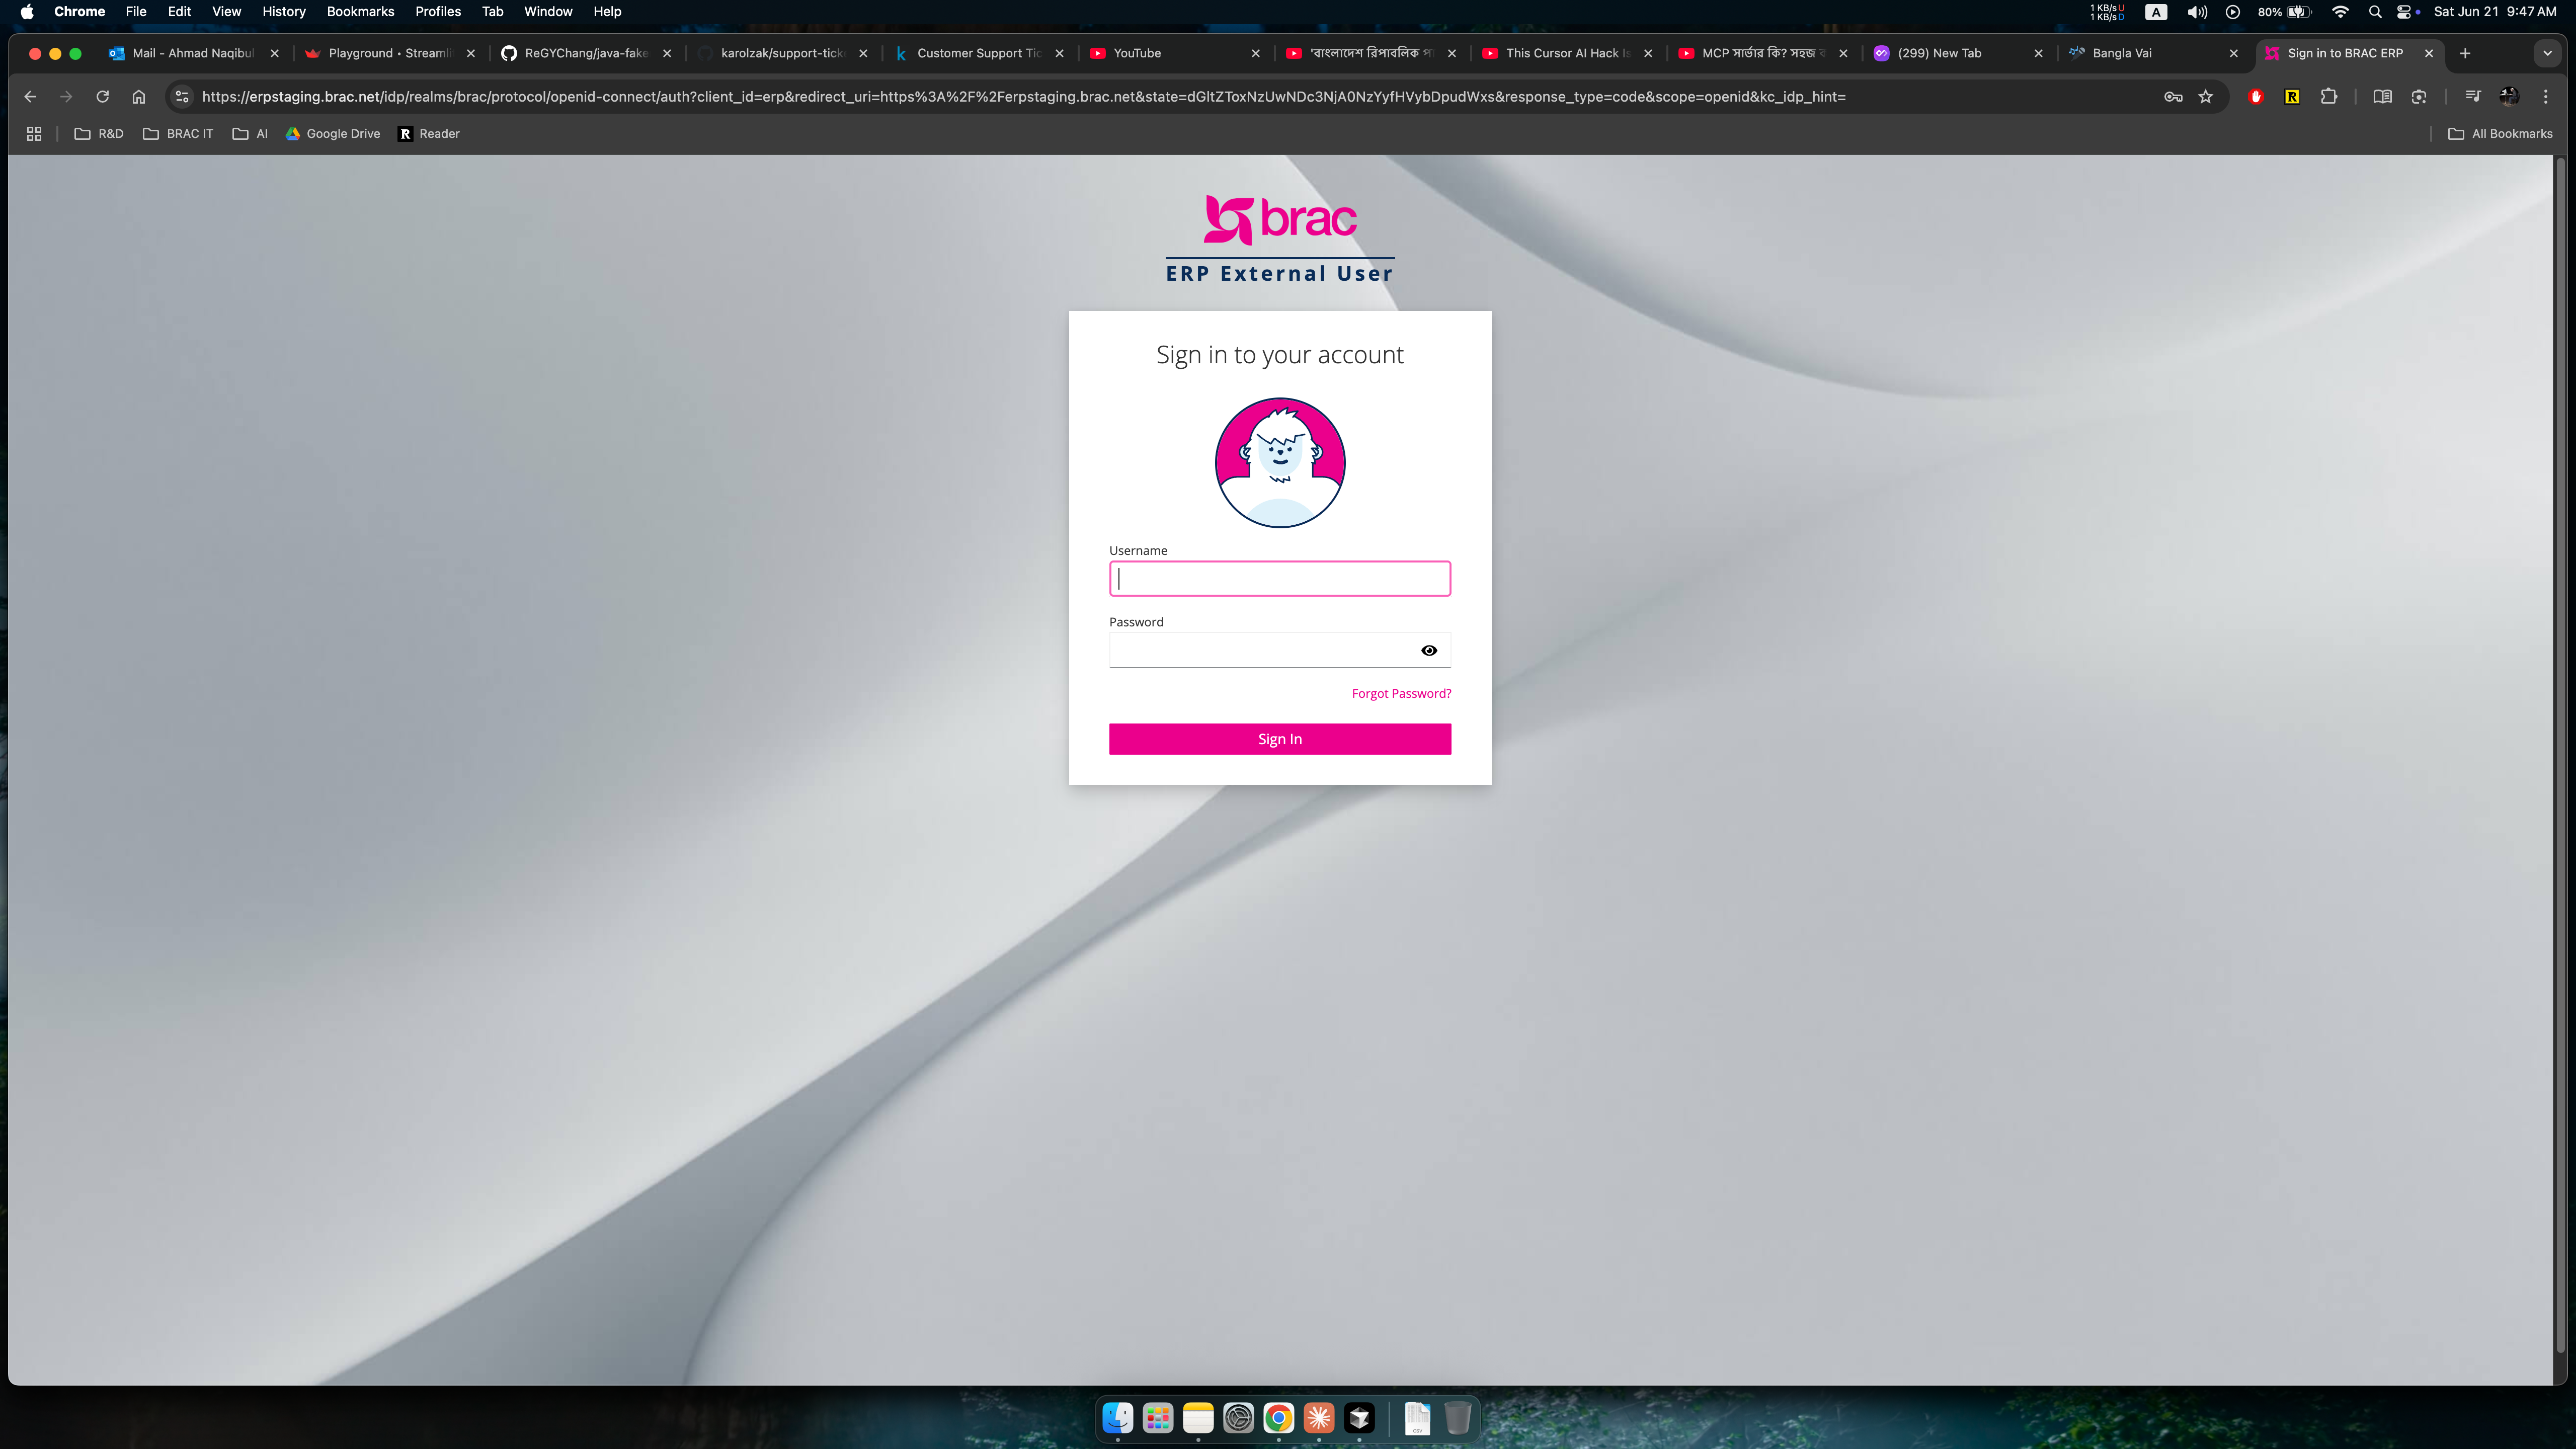 Chrome File Edit View History Bookmarks Profiles Tab Window Help
1 KB/s U
1 KB/s D
A
80%
Sat Jun 21 9:47 AM
Mail - Ahmad Naqibul
Playground • Streamli
ReGYChang/java-fake
karolzak/support-tick
Customer Support Tic
YouTube
'বাংলাদেশ রিপাবলিক
This Cursor AI Hack Is
MCP সার্ভার কি? সহজ
(299) New Tab
Bangla Vai
Sign in to BRAC ERP
https://erpstaging.brac.net/idp/realms/brac/protocol/openid-connect/auth?client_id=erp&redirect_uri=https%3A%2F%2Ferpstaging.brac.net&state=dGltZToxNzUwNDc3NjA0NzYyfHVybDpudWxs&response_type=code&scope=openid&kc_idp_hint=
R&D BRAC IT AI Google Drive Reader All Bookmarks
brac
ERP External User
Sign in to your account
Username
Password
Forgot Password?
Sign In
CSV